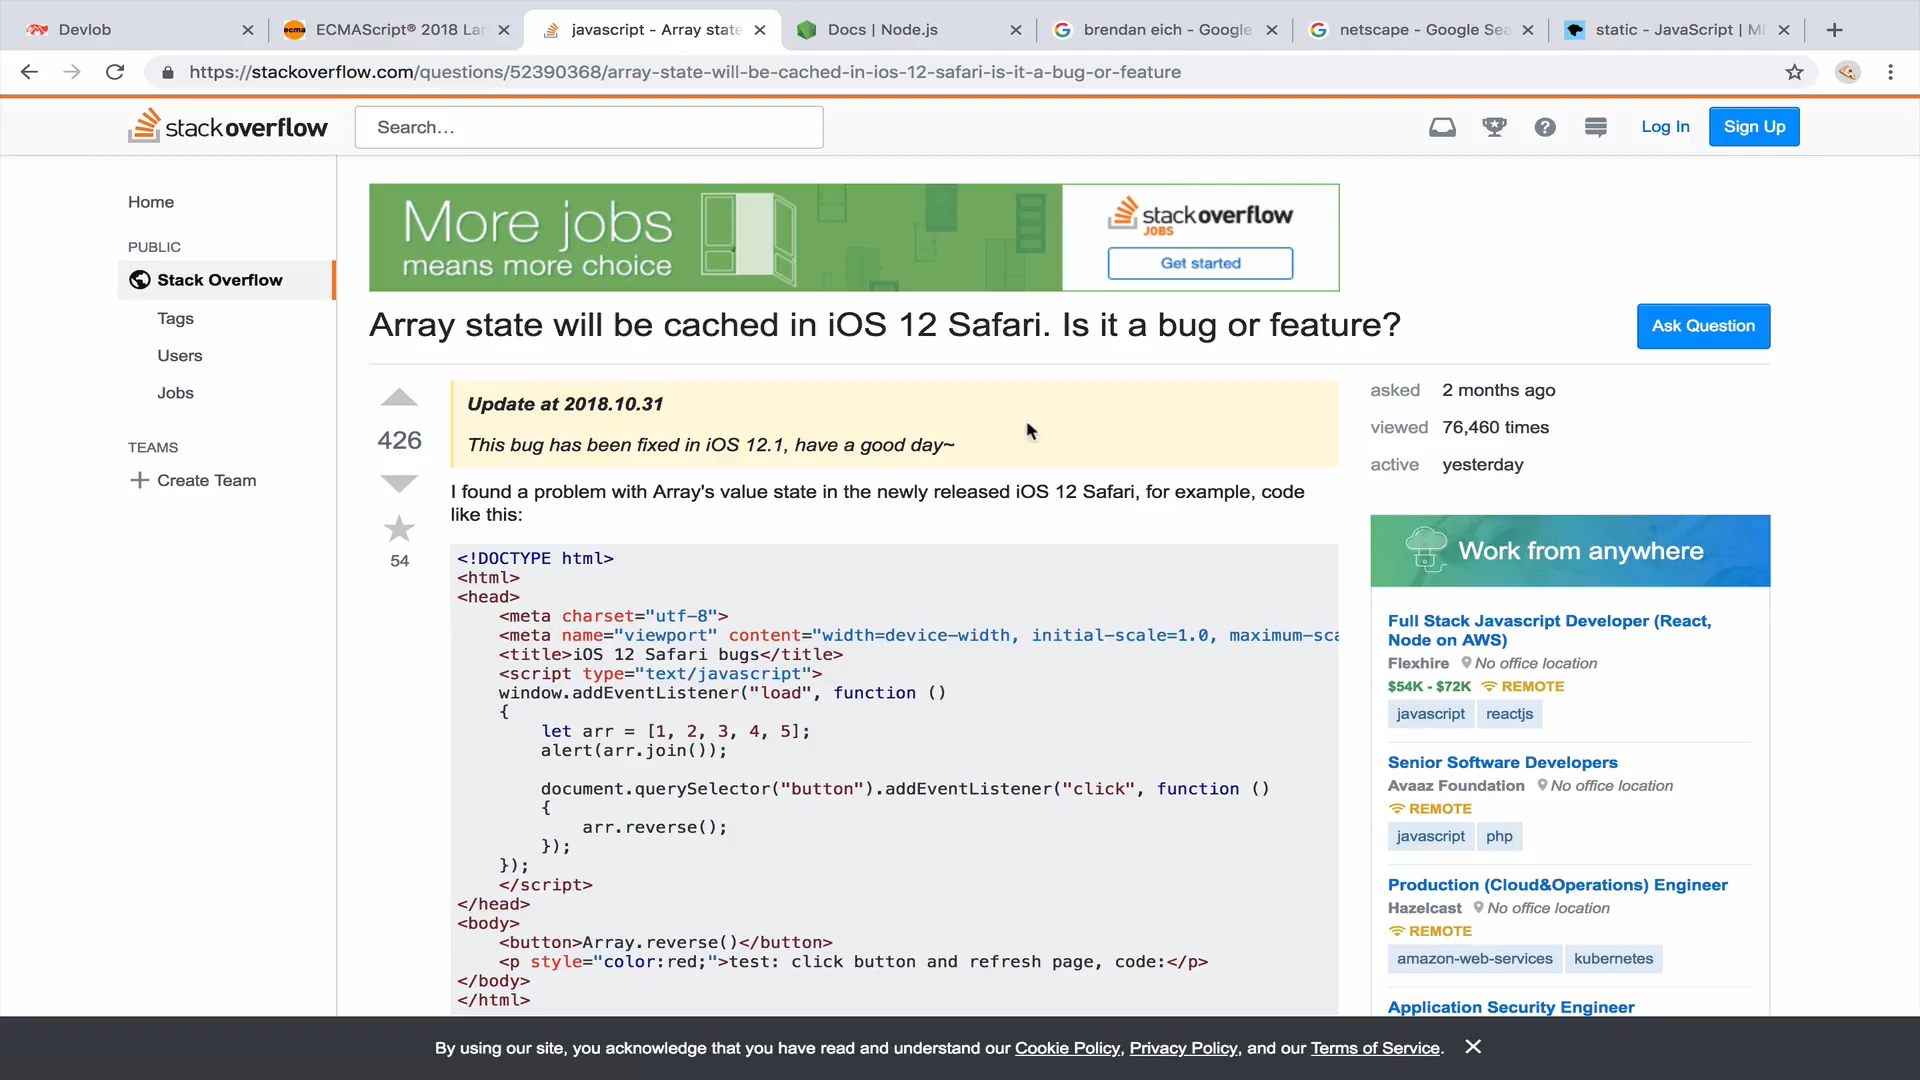 Devlob
ECMAScript® 2018 Lan
javascript - Array state
Docs | Node.js
brendan eich - Google
netscape - Google Sea
static - JavaScript | M
https://stackoverflow.com/questions/52390368/array-state-will-be-cached-in-ios-12-safari-is-it-a-bug-or-feature
stackoverflow
Search…
Log In
Sign Up
Home
PUBLIC
Stack Overflow
Tags
Users
Jobs
TEAMS
Create Team
More jobs
means more choice
stackoverflow
JOBS
Get started
Array state will be cached in iOS 12 Safari. Is it a bug or feature?
Ask Question
426
54
Update at 2018.10.31
This bug has been fixed in iOS 12.1, have a good day~
I found a problem with Array's value state in the newly released iOS 12 Safari, for example, code
like this:
<!DOCTYPE html>
<html>
<head>
    <meta charset="utf-8">
    <meta name="viewport" content="width=device-width, initial-scale=1.0, maximum-sca
    <title>iOS 12 Safari bugs</title>
    <script type="text/javascript">
    window.addEventListener("load", function ()
    {
        let arr = [1, 2, 3, 4, 5];
        alert(arr.join());
        document.querySelector("button").addEventListener("click", function ()
        {
            arr.reverse();
        });
    });
    </script>
</head>
<body>
    <button>Array.reverse()</button>
    <p style="color:red;">test: click button and refresh page, code:</p>
</body>
</html>
asked 2 months ago
viewed 76,460 times
active yesterday
Work from anywhere
Full Stack Javascript Developer (React,
Node on AWS)
Flexhire No office location
$54K - $72K REMOTE
javascript reactjs
Senior Software Developers
Avaaz Foundation No office location
REMOTE
javascript php
Production (Cloud&Operations) Engineer
Hazelcast No office location
REMOTE
amazon-web-services kubernetes
Application Security Engineer
By using our site, you acknowledge that you have read and understand our Cookie Policy, Privacy Policy, and our Terms of Service.